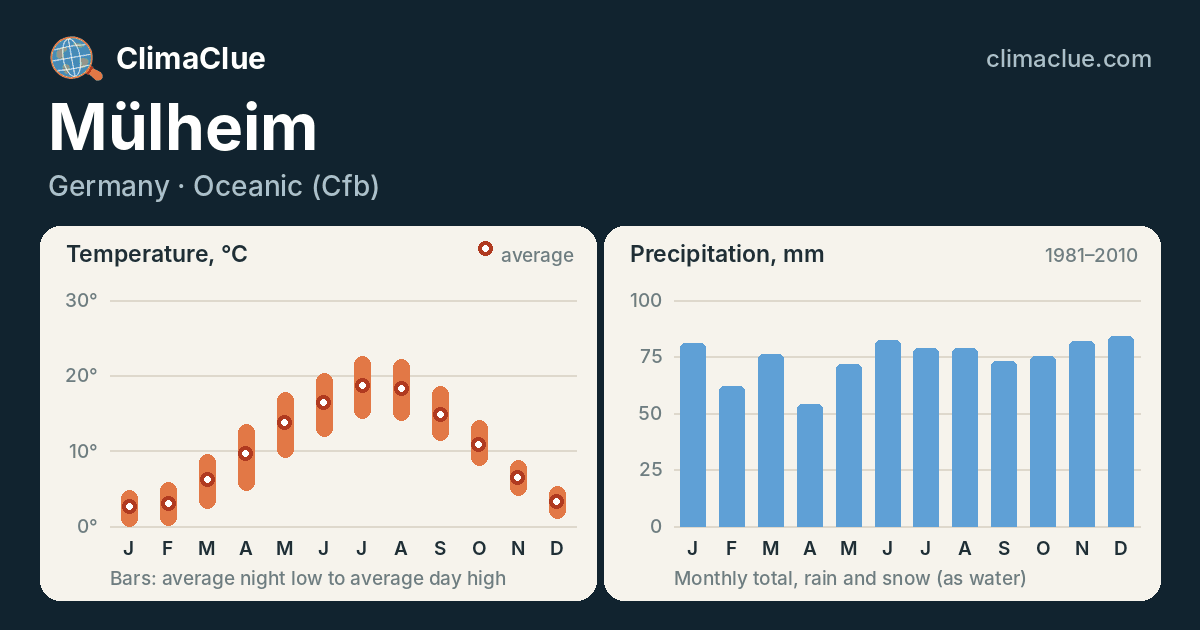 ClimaClue
climaclue.com
Mülheim
Germany · Oceanic (Cfb)
Temperature, °C
average
30°
20°
10°
0°
J F M A M J J A S O N D
Bars: average night low to average day high
Precipitation, mm
1981–2010
100
75
50
25
0
J F M A M J J A S O N D
Monthly total, rain and snow (as water)